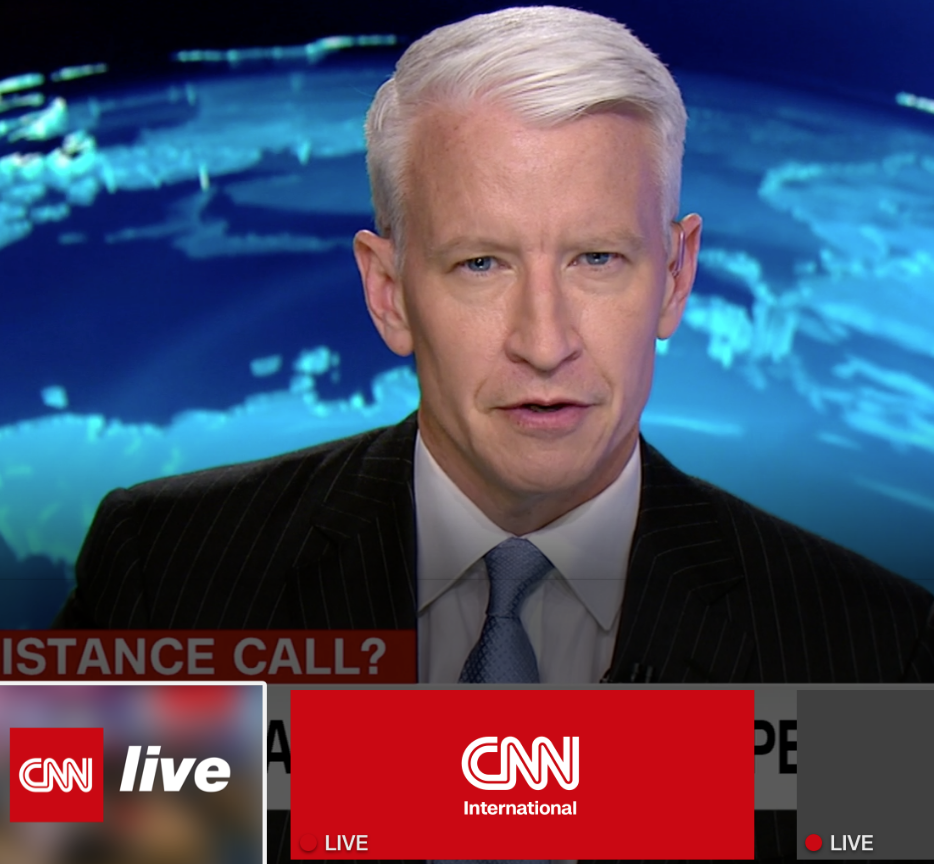 ISTANCE CALL?
CNN live
CNN
International
LIVE
LIVE